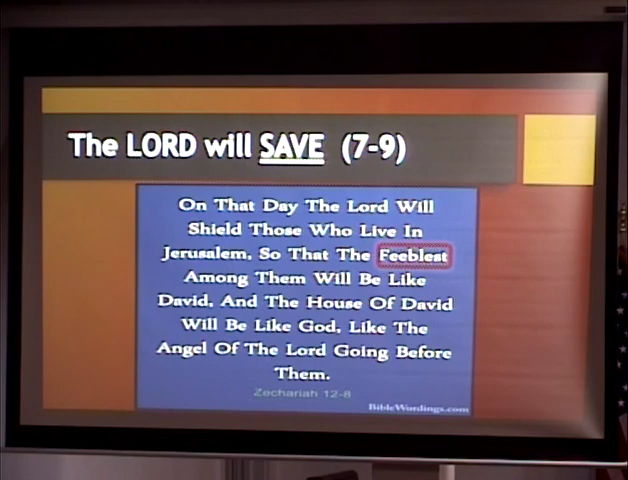 The LORD will SAVE (7-9)
On That Day The Lord Will
Shield Those Who Live In
Jerusalem, So That The Feeblest
Among Them Will Be Like
David, And The House Of David
Will Be Like God, Like The
Angel Of The Lord Going Before
Them.
Zechariah 12-8
BibleWordings.com